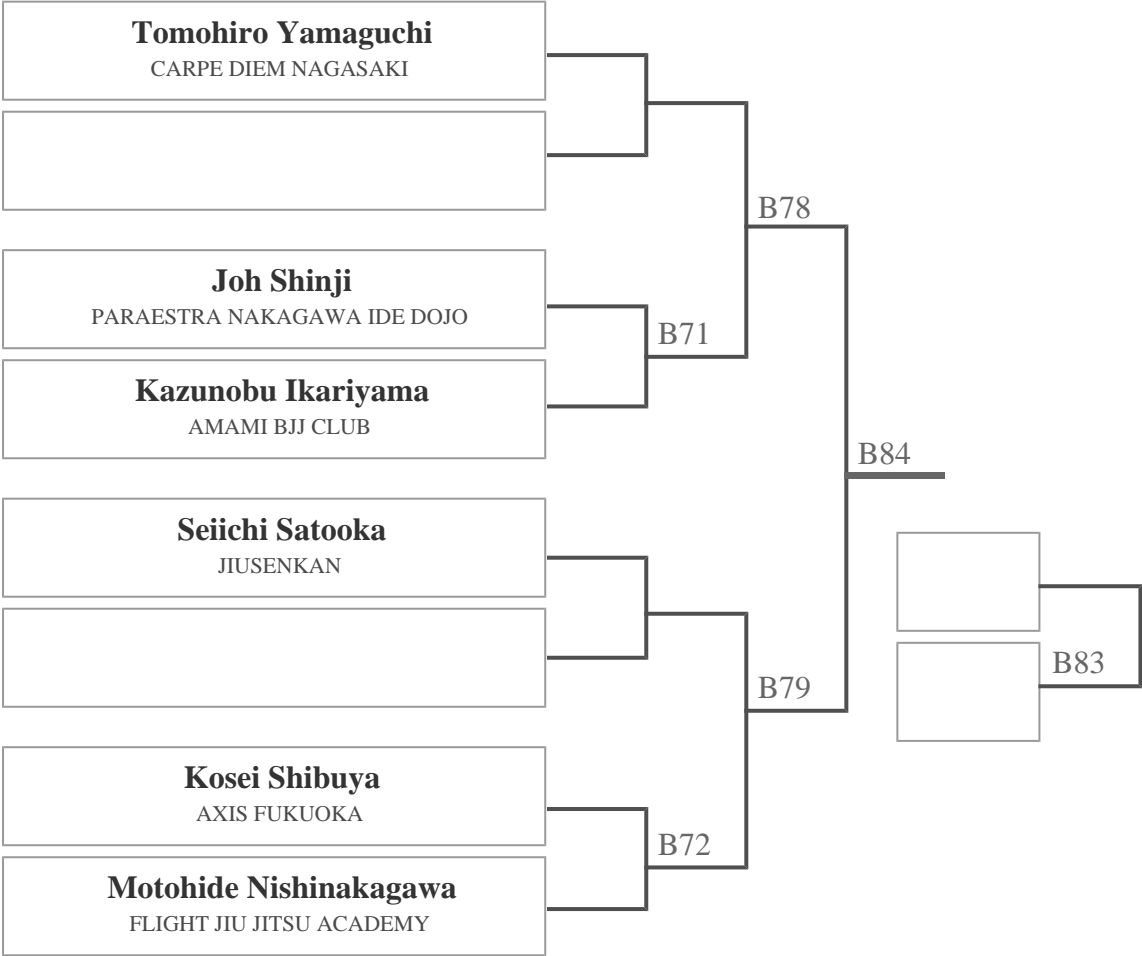 Tomohiro Yamaguchi
CARPE DIEM NAGASAKI
B78
Joh Shinji
PARAESTRA NAKAGAWA IDE DOJO
B71
Kazunobu Ikariyama
AMAMI BJJ CLUB
B84
Seiichi Satooka
JIUSENKAN
B83
B79
Kosei Shibuya
AXIS FUKUOKA
B72
Motohide Nishinakagawa
FLIGHT JIU JITSU ACADEMY